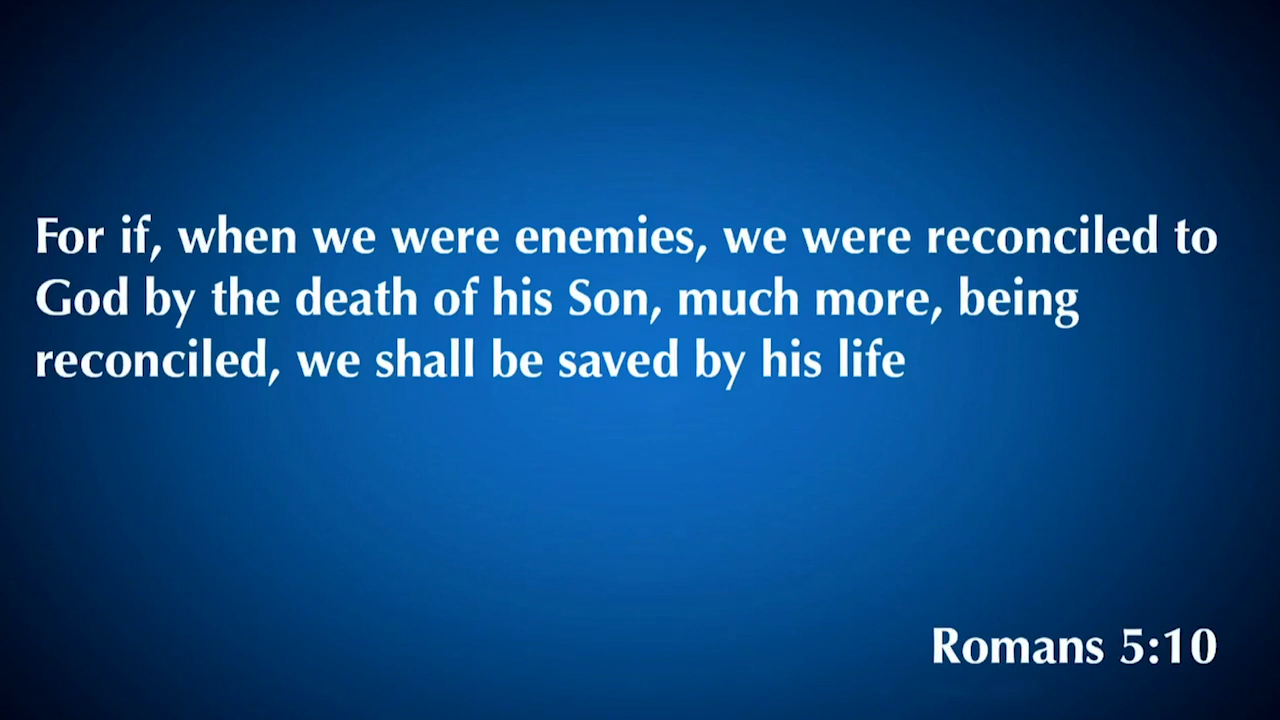 For if, when we were enemies, we were reconciled to
God by the death of his Son, much more, being
reconciled, we shall be saved by his life
Romans 5:10